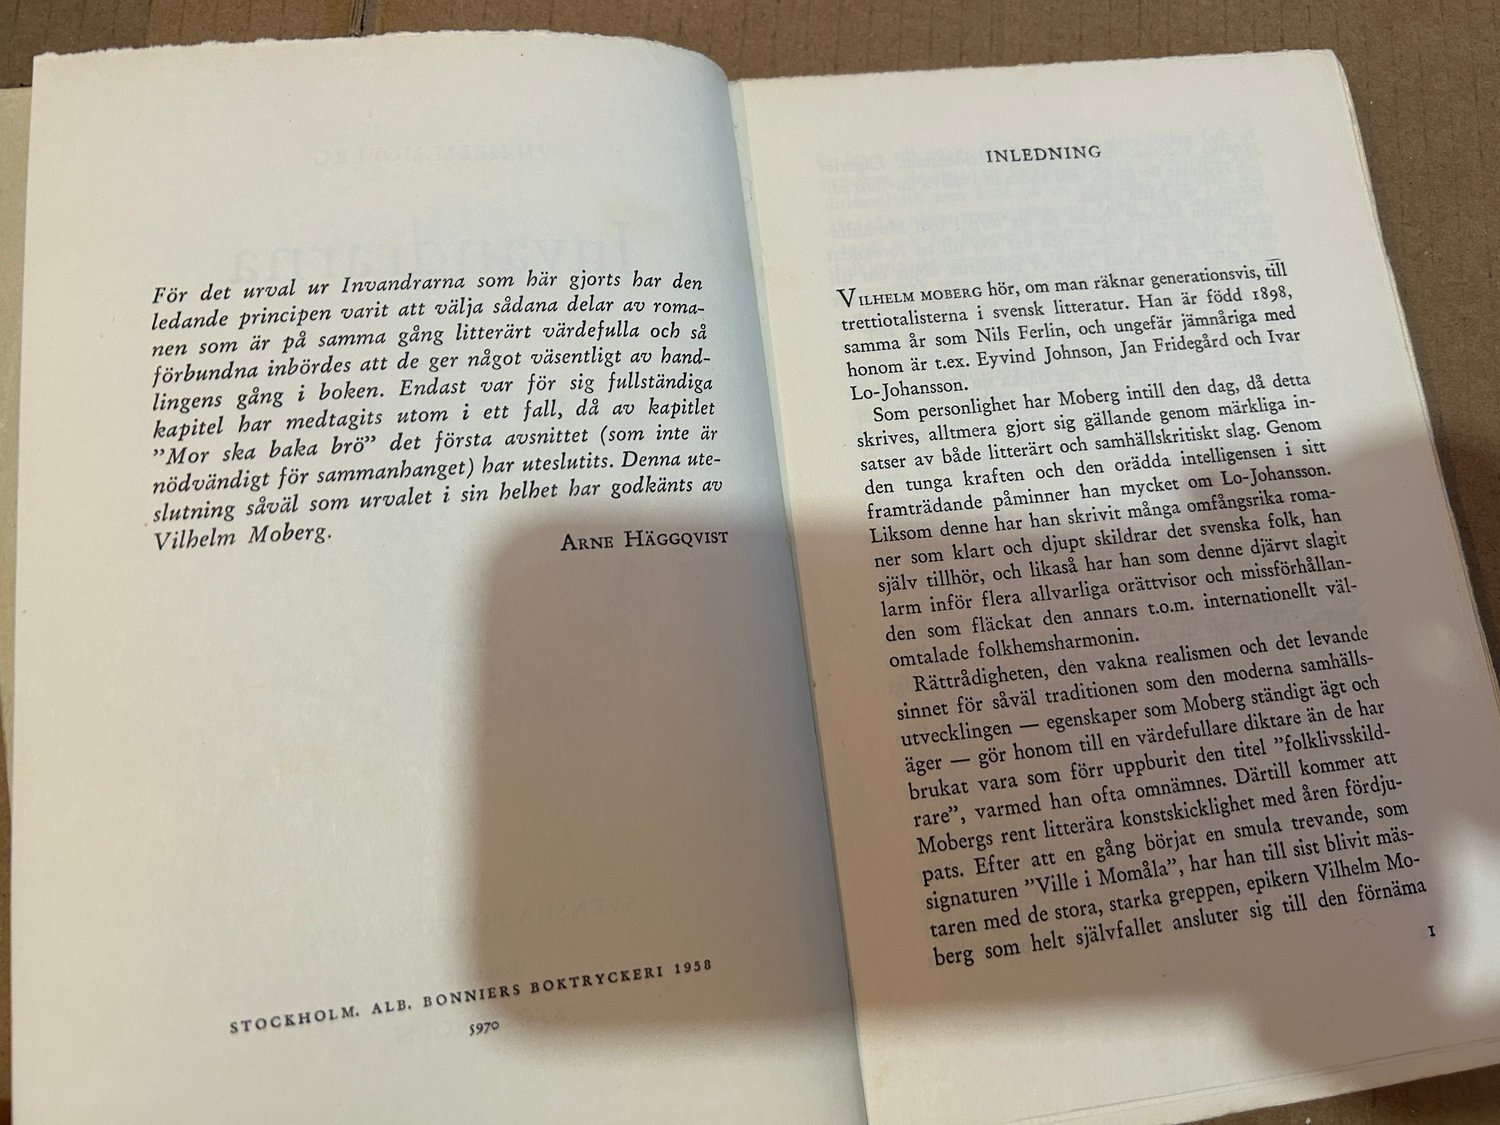 För det urval ur Invandrarna som här gjorts har den
ledande principen varit att välja sådana delar av roma-
nen som är på samma gång litterärt värdefulla och så
förbundna inbördes att de ger något väsentligt av hand-
lingens gång i boken. Endast var för sig fullständiga
kapitel har medtagits utom i ett fall, då av kapitlet
”Mor ska baka brö” det första avsnittet (som inte är
nödvändigt för sammanhanget) har uteslutits. Denna ute-
slutning såväl som urvalet i sin helhet har godkänts av
Vilhelm Moberg.
ARNE HÄGGQVIST
STOCKHOLM. ALB. BONNIERS BOKTRYCKERI 1958
5970
INLEDNING
VILHELM MOBERG hör, om man räknar generationsvis, till
trettiotalisterna i svensk litteratur. Han är född 1898,
samma år som Nils Ferlin, och ungefär jämnåriga med
honom är t.ex. Eyvind Johnson, Jan Fridegård och Ivar
Lo-Johansson.
Som personlighet har Moberg intill den dag, då detta
skrives, alltmera gjort sig gällande genom märkliga in-
satser av både litterärt och samhällskritiskt slag. Genom
den tunga kraften och den orädda intelligensen i sitt
framträdande påminner han mycket om Lo-Johansson.
Liksom denne har han skrivit många omfångsrika roma-
ner som klart och djupt skildrar det svenska folk, han
själv tillhör, och likaså har han som denne djärvt slagit
larm inför flera allvarliga orättvisor och missförhållan-
den som fläckat den annars t.o.m. internationellt väl-
omtalade folkhemsharmonin.
Rättrådigheten, den vakna realismen och det levande
sinnet för såväl traditionen som den moderna samhälls-
utvecklingen — egenskaper som Moberg ständigt ägt och
äger — gör honom till en värdefullare diktare än de har
brukat vara som förr uppburit den titel ”folklivsskild-
rare”, varmed han ofta omnämnes. Därtill kommer att
Mobergs rent litterära konstskicklighet med åren fördju-
pats. Efter att en gång börjat en smula trevande, som
signaturen ”Ville i Momåla”, har han till sist blivit mäs-
taren med de stora, starka greppen, epikern Vilhelm Mo-
berg som helt självfallet ansluter sig till den förnäma
1